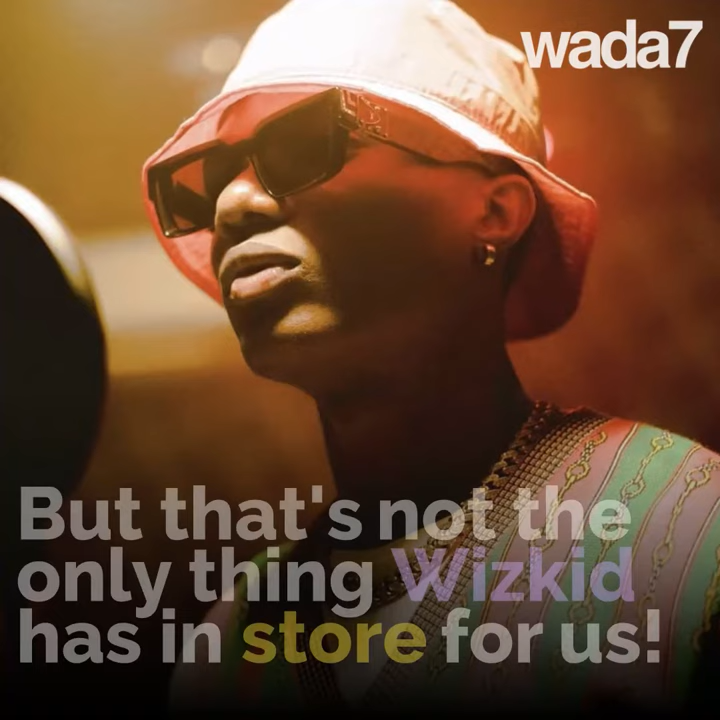 wada7
But that's not the
only thing Wizkid
has in store for us!